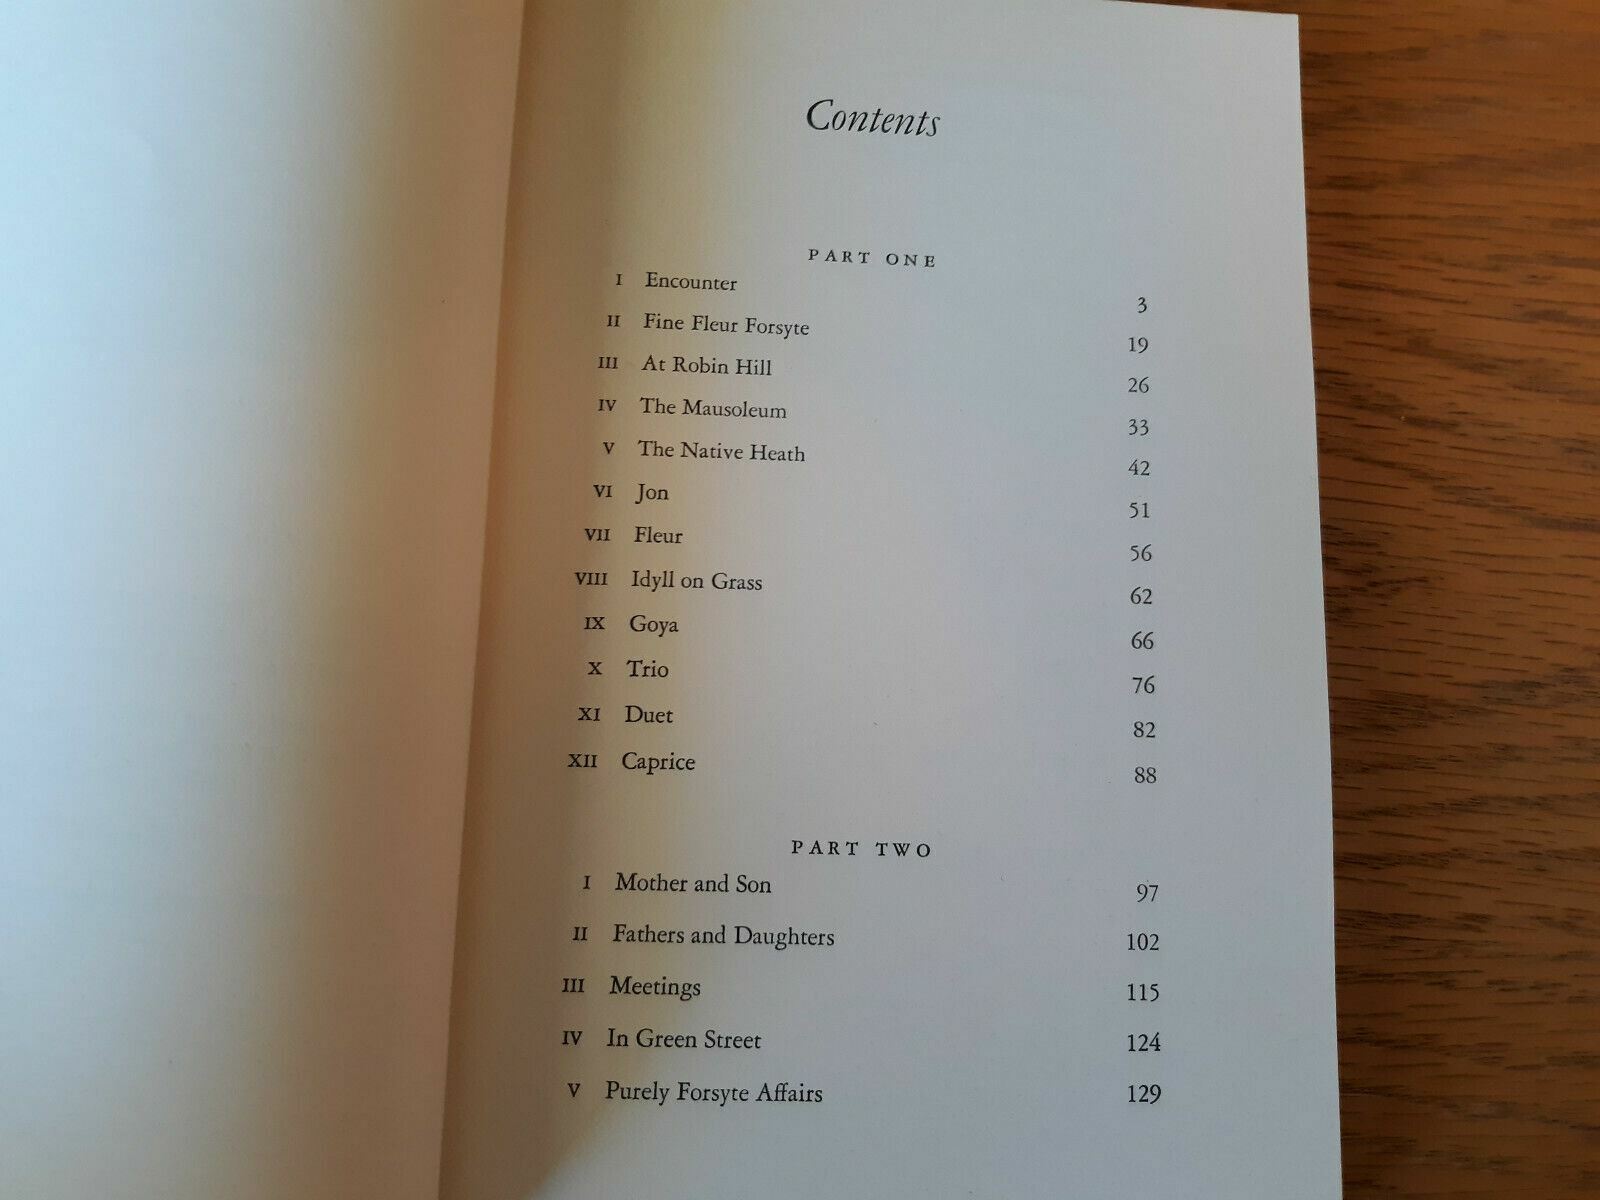 Contents
PART ONE
I Encounter 3
II Fine Fleur Forsyte 19
III At Robin Hill 26
IV The Mausoleum 33
V The Native Heath 42
VI Jon 51
VII Fleur 56
VIII Idyll on Grass 62
IX Goya 66
X Trio 76
XI Duet 82
XII Caprice 88
PART TWO
I Mother and Son 97
II Fathers and Daughters 102
III Meetings 115
IV In Green Street 124
V Purely Forsyte Affairs 129